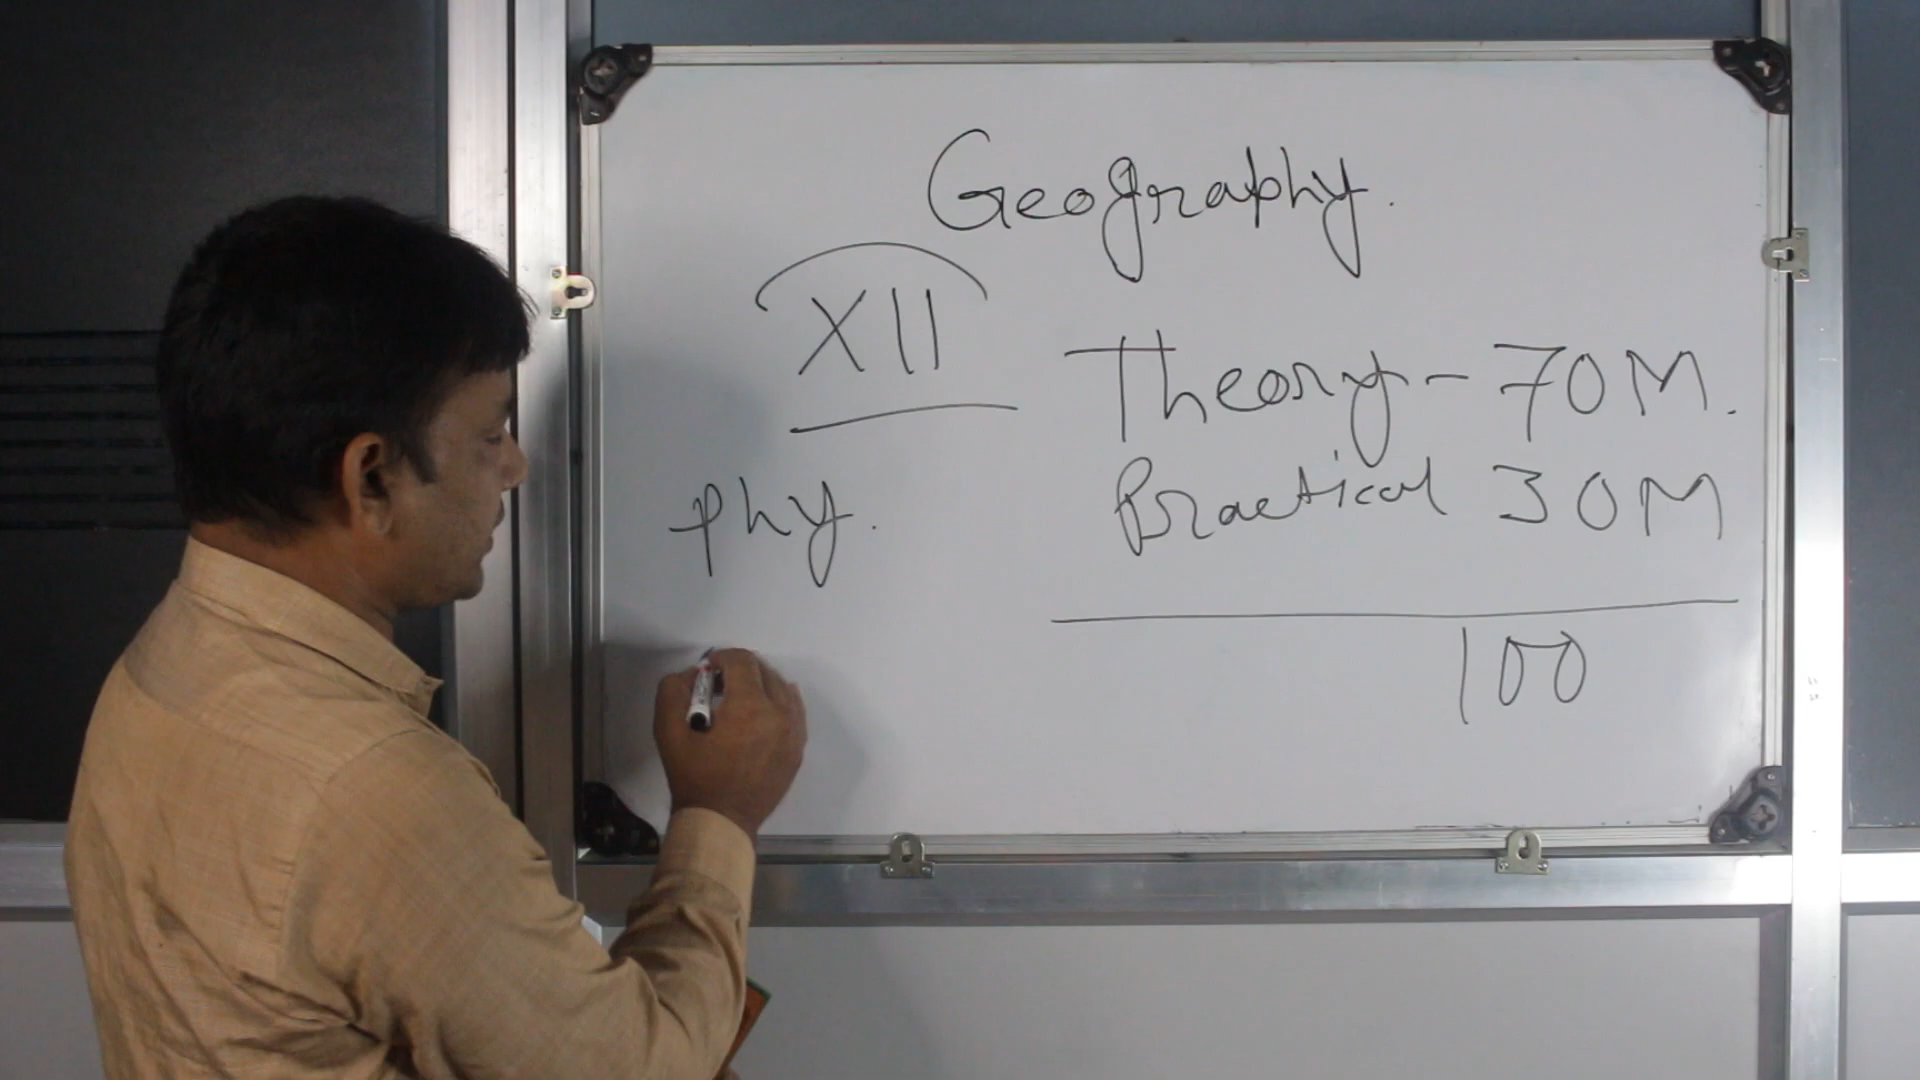 Geography.
XII
Theory - 70M.
Practical 30M
phy.
100